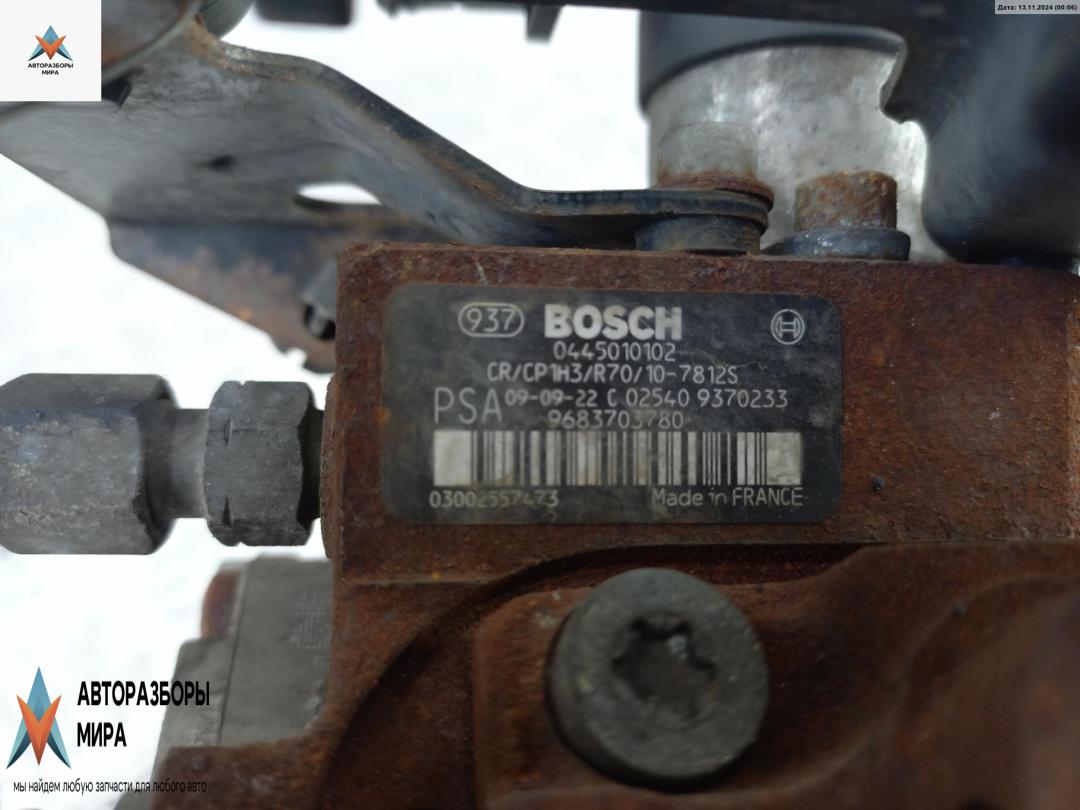 Дата: 13.11.2024 (00:06)
АВТОРАЗБОРЫ
МИРА
937 BOSCH
0445010102
CR/CP1H3/R70/10-7812S
PSA 09-09-22 C 02540 9370233
9683703780
03002557473 Made in FRANCE
АВТОРАЗБОРЫ
МИРА
мы найдем любую запчасти для любого авто